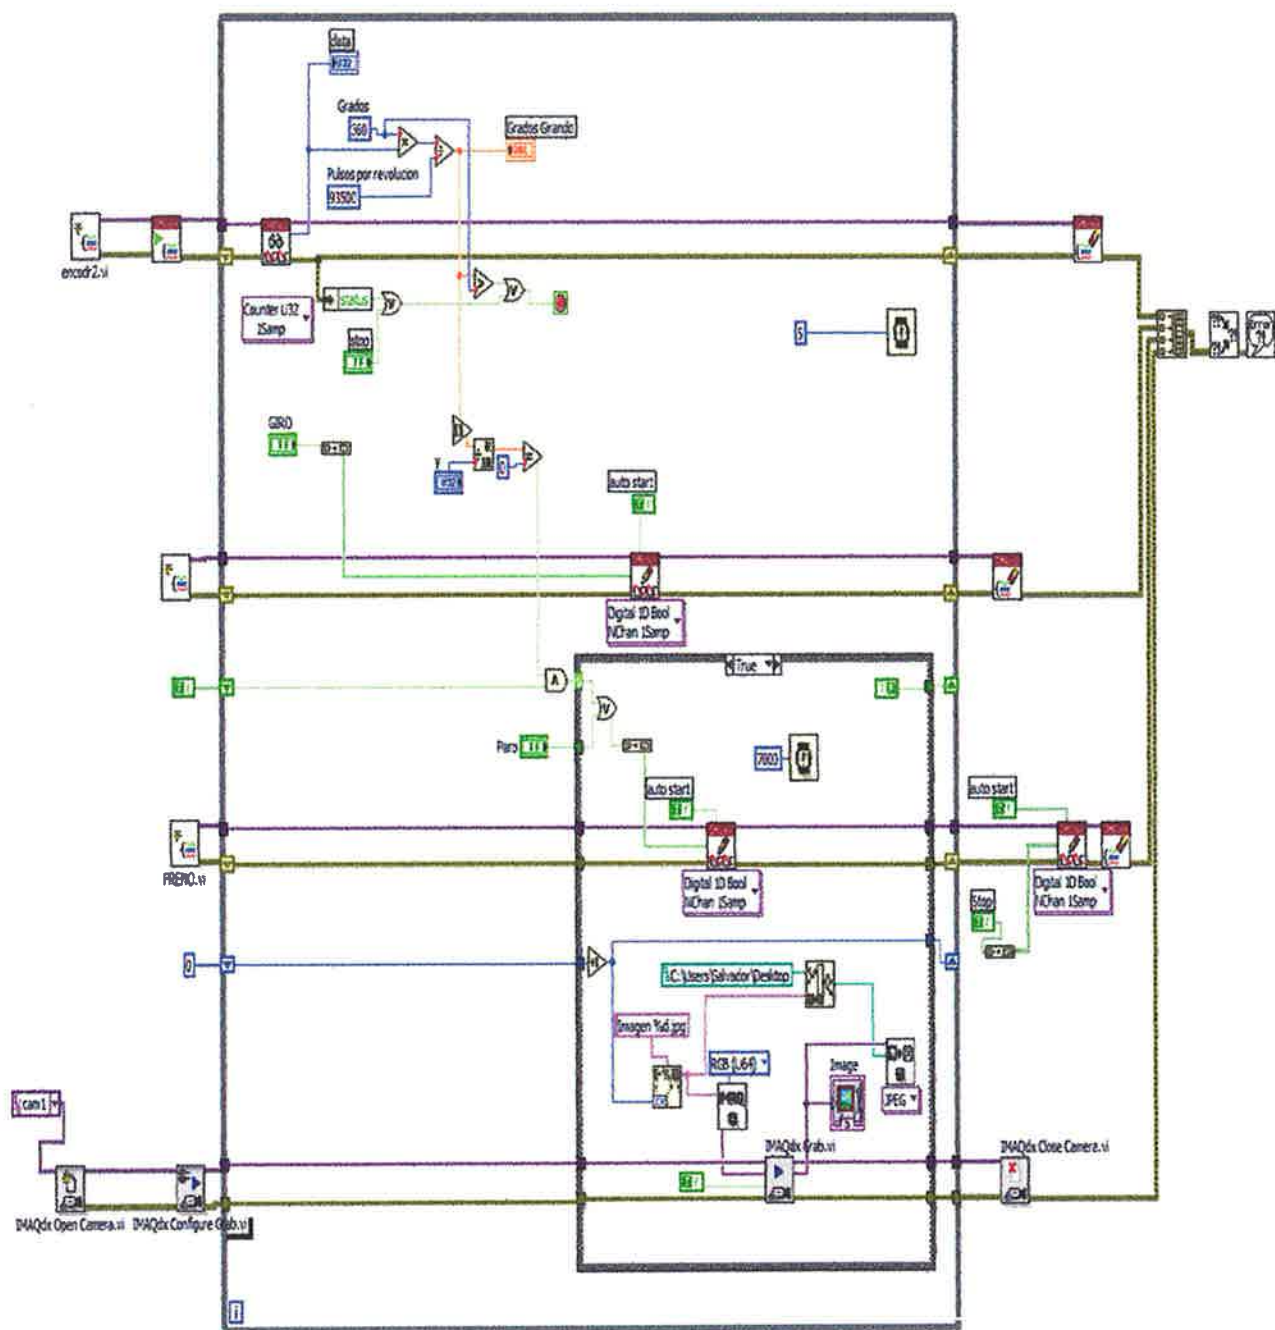 data
Grados
360
Grados Girando
Pulsos por revolucion
93500
encodr2.vi
status
Counter U32
1Samp
stop
5
GIRO
Y
auto start
Digital 1D Bool
NChan 1Samp
True
Paro
auto start
auto start
FRENO.vi
Digital 1D Bool
NChan 1Samp
Digital 1D Bool
NChan 1Samp
Stop
0
C:\Users\Salvador\Desktop
Imagen %d.jpg
RGB (U64)
Image
JPEG
cam1
IMAQdx Grab.vi
IMAQdx Close Camera.vi
IMAQdx Open Camera.vi
IMAQdx Configure Grab.vi
i